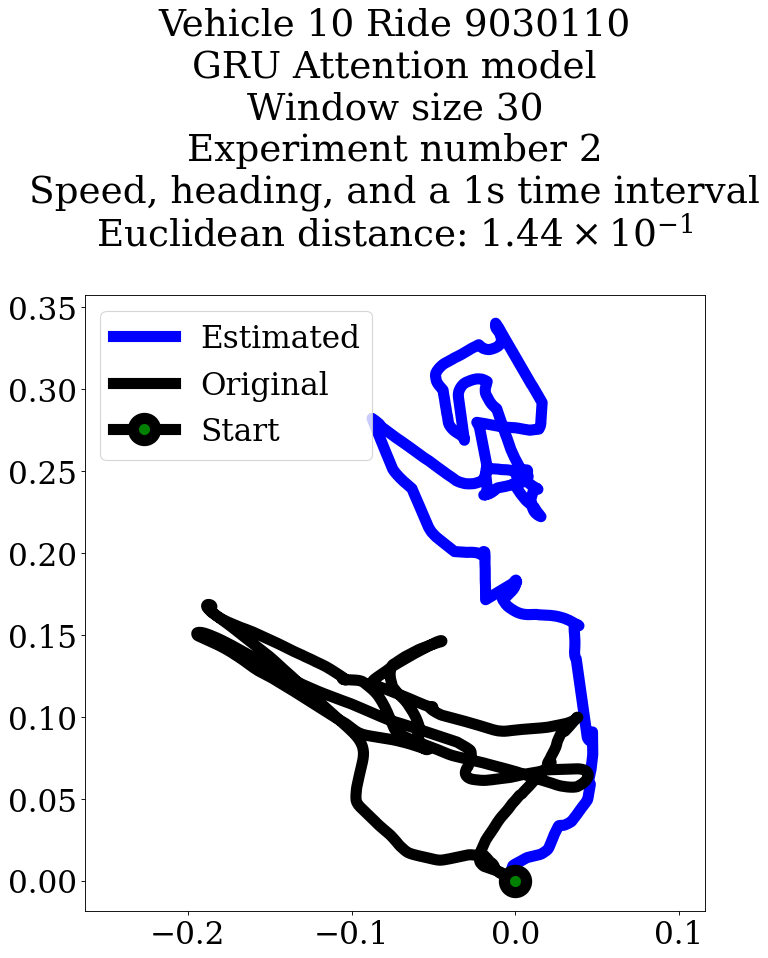 Vehicle 10 Ride 9030110
GRU Attention model
Window size 30
Experiment number 2
Speed, heading, and a 1s time interval
Euclidean distance: 1.44 × 10⁻¹
0.35
0.30
0.25
0.20
0.15
0.10
0.05
0.00
Estimated
Original
Start
−0.2
−0.1
0.0
0.1